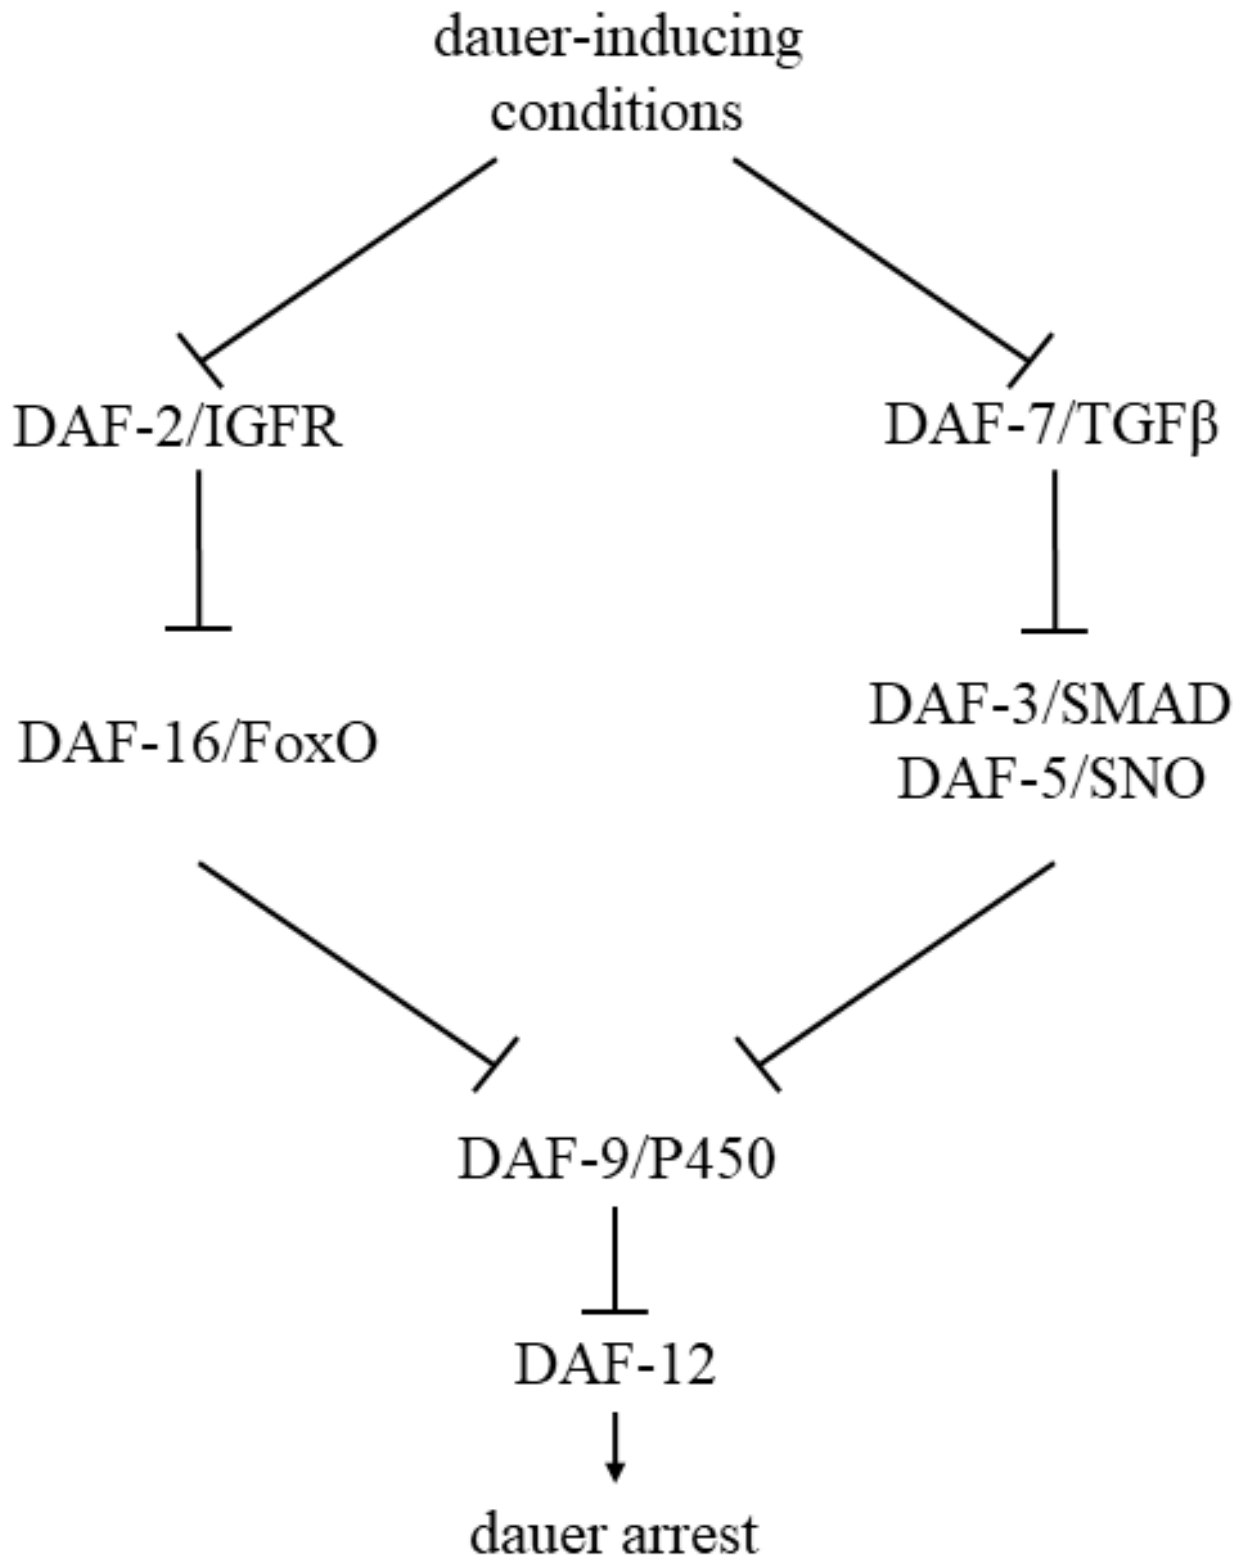 dauer-inducing
conditions
DAF-2/IGFR
DAF-7/TGFβ
DAF-16/FoxO
DAF-3/SMAD
DAF-5/SNO
DAF-9/P450
DAF-12
dauer arrest